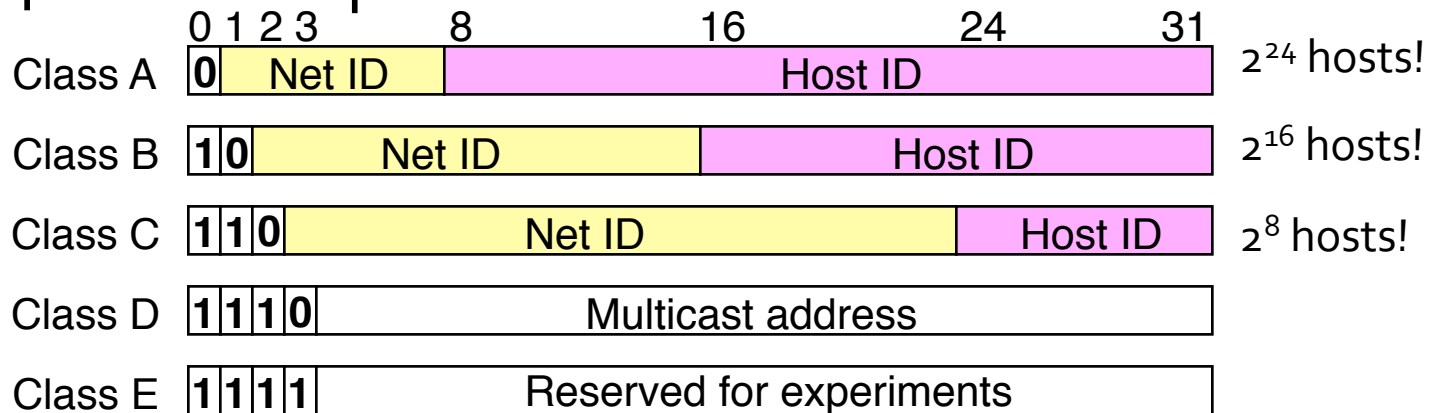 0 1 2 3 8 16 24 31
Class A 0 Net ID Host ID 2²⁴ hosts!
Class B 1 0 Net ID Host ID 2¹⁶ hosts!
Class C 1 1 0 Net ID Host ID 2⁸ hosts!
Class D 1 1 1 0 Multicast address
Class E 1 1 1 1 Reserved for experiments